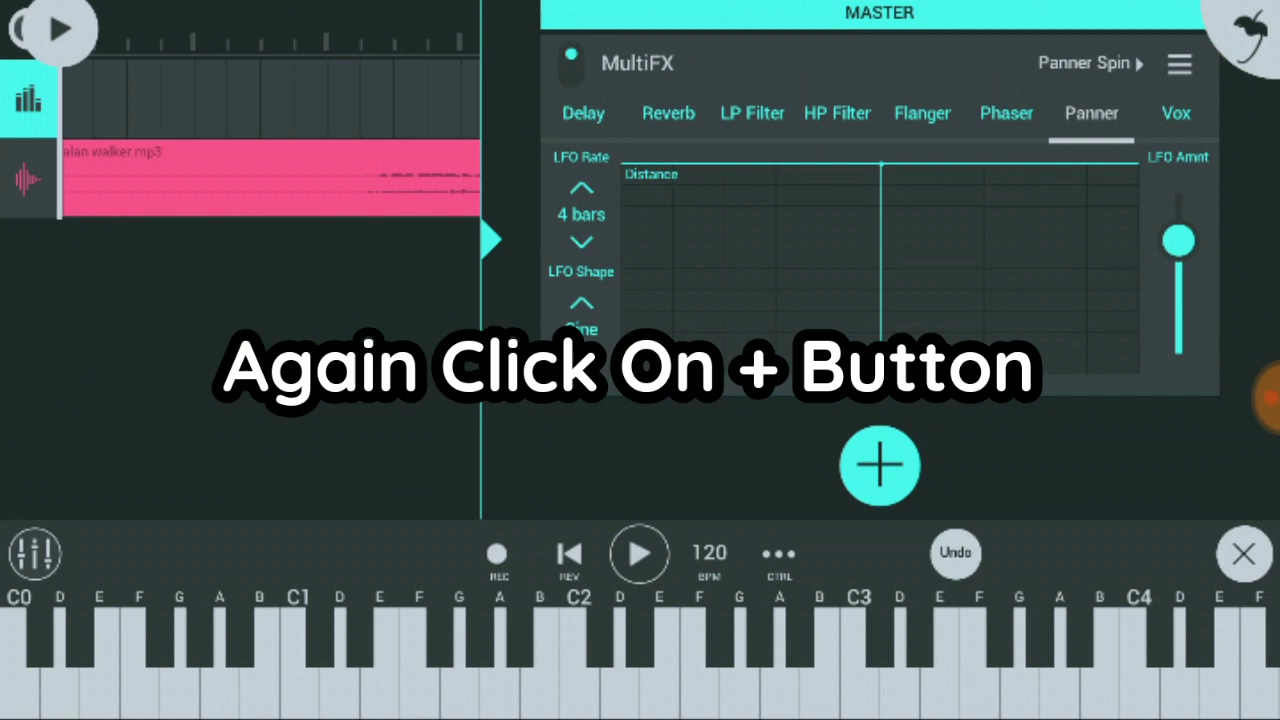 MASTER
MultiFX
Panner Spin
Delay Reverb LP Filter HP Filter Flanger Phaser Panner Vox
alan walker.mp3
LFO Rate
LFO Amnt
Distance
4 bars
LFO Shape
Sine
Again Click On + Button
120
Undo
REC REV BPM CTRL
C0 D E F G A B C1 D E F G A B C2 D E F G A B C3 D E F G A B C4 D E F